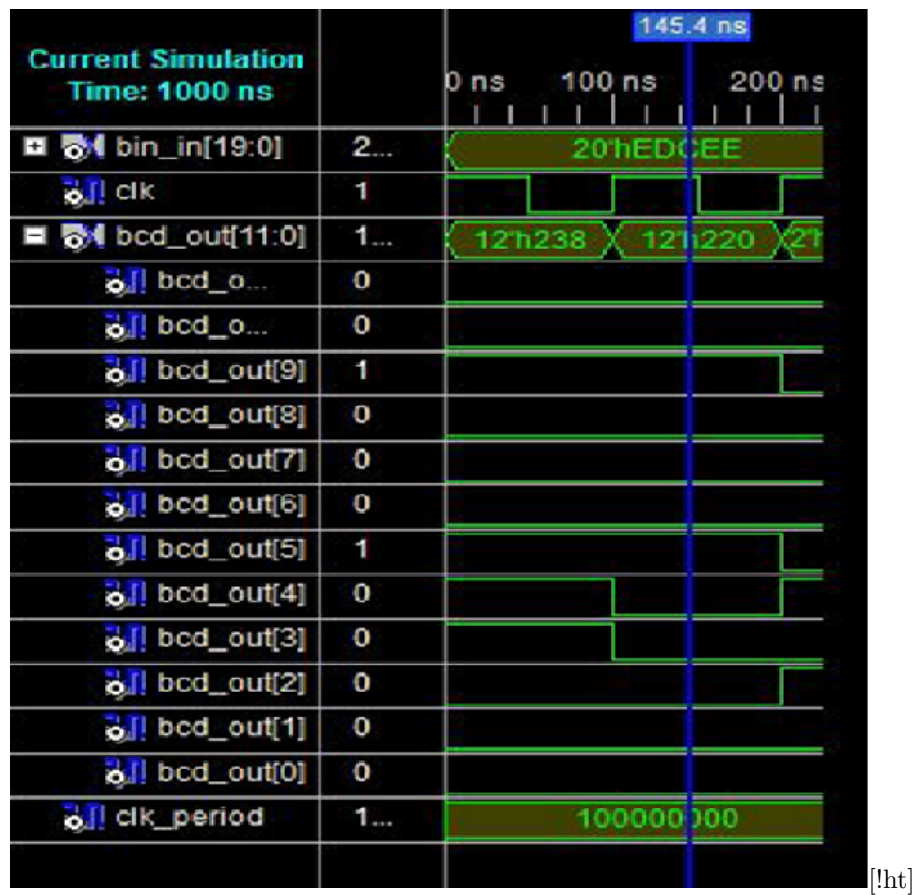 145.4 ns
Current Simulation
Time: 1000 ns
0 ns 100 ns 200 ns
bin_in[19:0] 2... 20'hEDCEE
clk 1
bcd_out[11:0] 1... 12'h238 12'h220 2'h
bcd_o... 0
bcd_o... 0
bcd_out[9] 1
bcd_out[8] 0
bcd_out[7] 0
bcd_out[6] 0
bcd_out[5] 1
bcd_out[4] 0
bcd_out[3] 0
bcd_out[2] 0
bcd_out[1] 0
bcd_out[0] 0
clk_period 1... 100000000
[!ht]